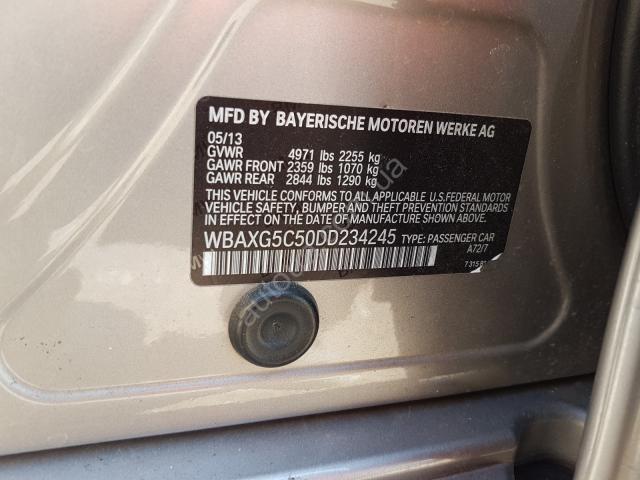 MFD BY BAYERISCHE MOTOREN WERKE AG
05/13
GVWR 4971 lbs 2255 kg
GAWR FRONT 2359 lbs 1070 kg
GAWR REAR 2844 lbs 1290 kg
THIS VEHICLE CONFORMS TO ALL APPLICABLE U.S.FEDERAL MOTOR
VEHICLE SAFETY, BUMPER AND THEFT PREVENTION STANDARDS IN
EFFECT ON THE DATE OF MANUFACTURE SHOWN ABOVE.
WBAXG5C50DD234245 TYPE: PASSENGER CAR
A72/7